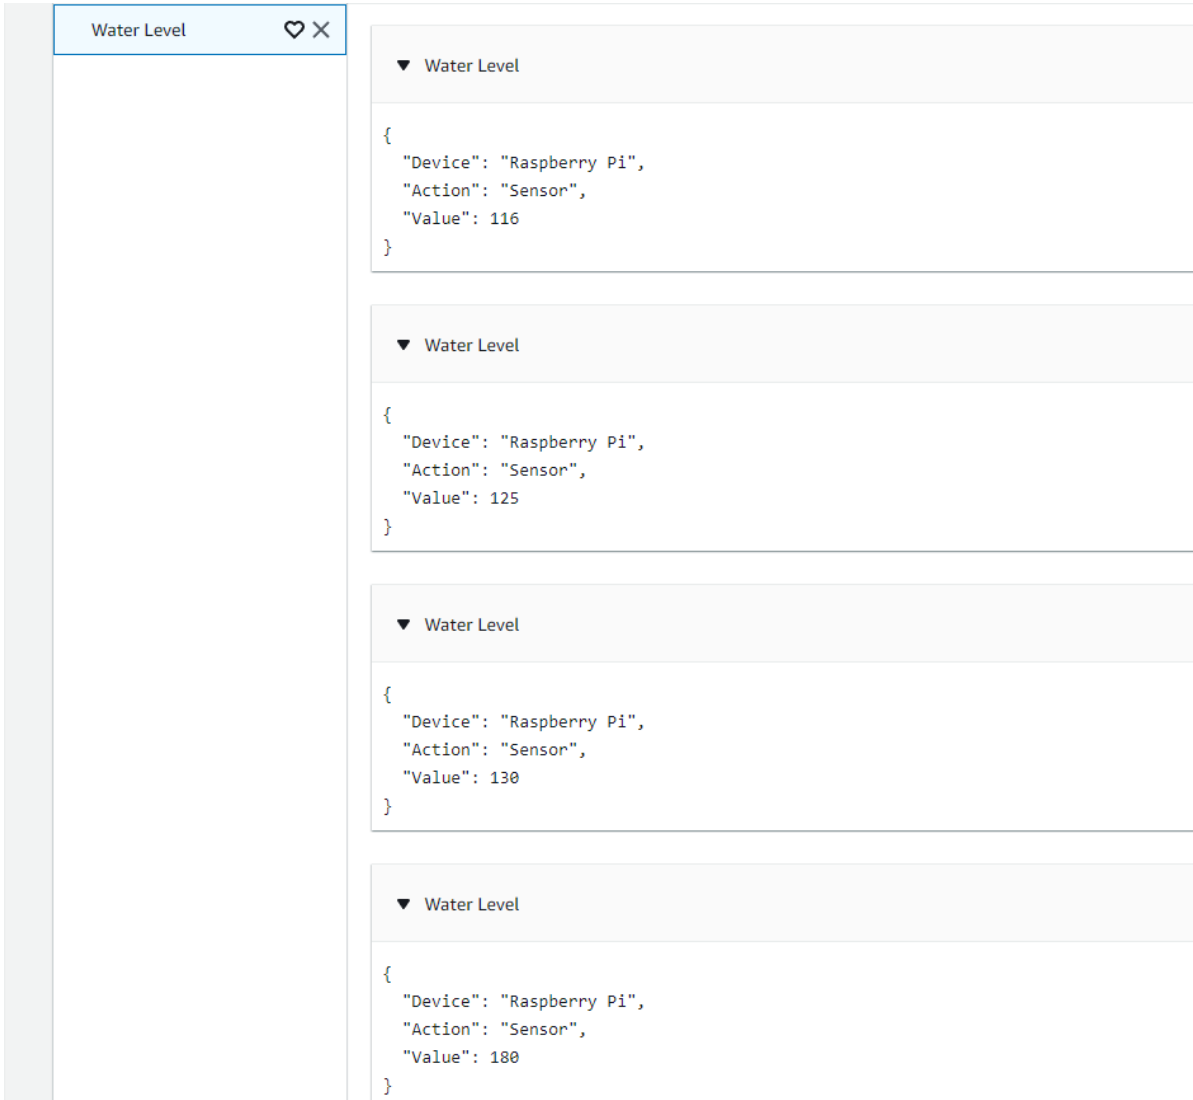 Water Level
Water Level
{
"Device": "Raspberry Pi",
"Action": "Sensor",
"Value": 116
}
Water Level
{
"Device": "Raspberry Pi",
"Action": "Sensor",
"Value": 125
}
Water Level
{
"Device": "Raspberry Pi",
"Action": "Sensor",
"Value": 130
}
Water Level
{
"Device": "Raspberry Pi",
"Action": "Sensor",
"Value": 180
}